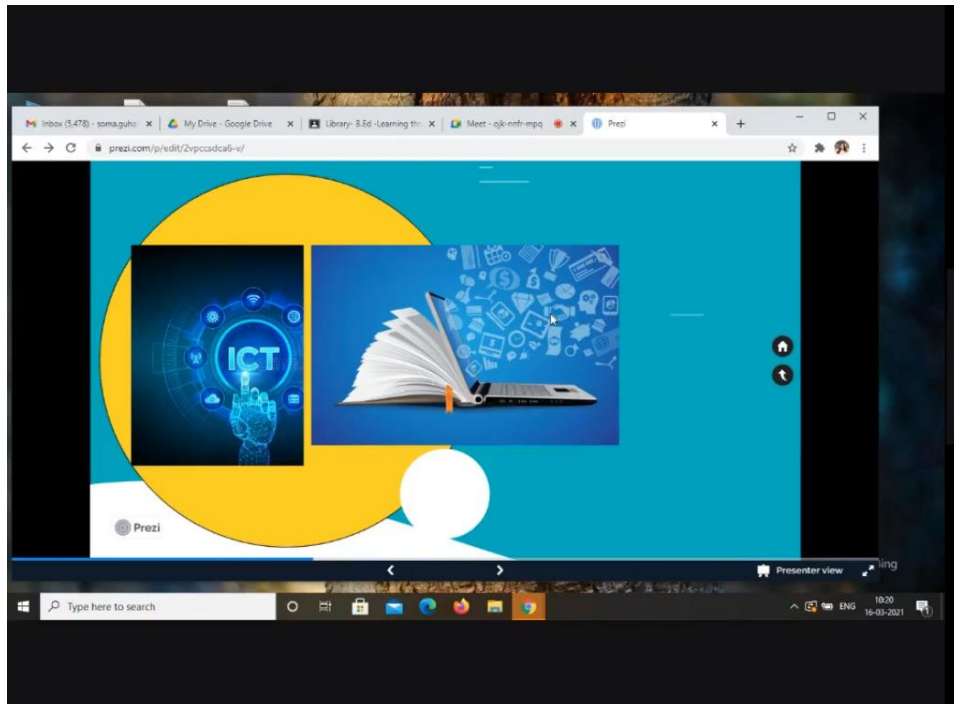 Inbox (5,478) - soma.guha
My Drive - Google Drive
Library- B.Ed -Learning thr
Meet - ojk-nnfr-mpq
Prezi
prezi.com/p/edit/2vpccsdca6-v/
ICT
Prezi
Presenter view
Type here to search
ENG
10:20
16-03-2021